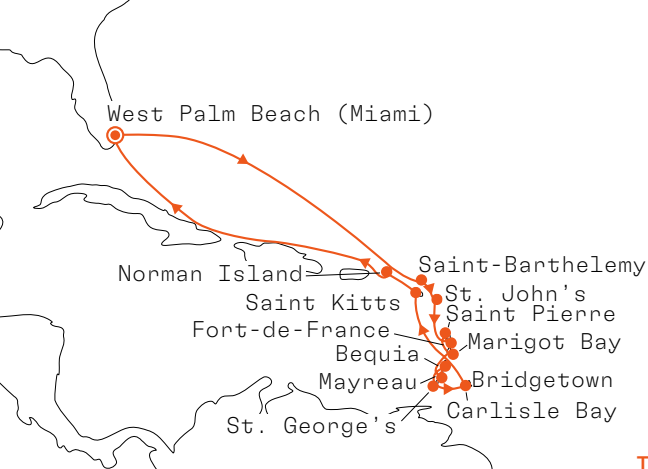 West Palm Beach (Miami)
Saint-Barthelemy
Norman Island
St. John's
Saint Kitts
Saint Pierre
Fort-de-France
Marigot Bay
Bequia
Mayreau
Bridgetown
Carlisle Bay
St. George's
T